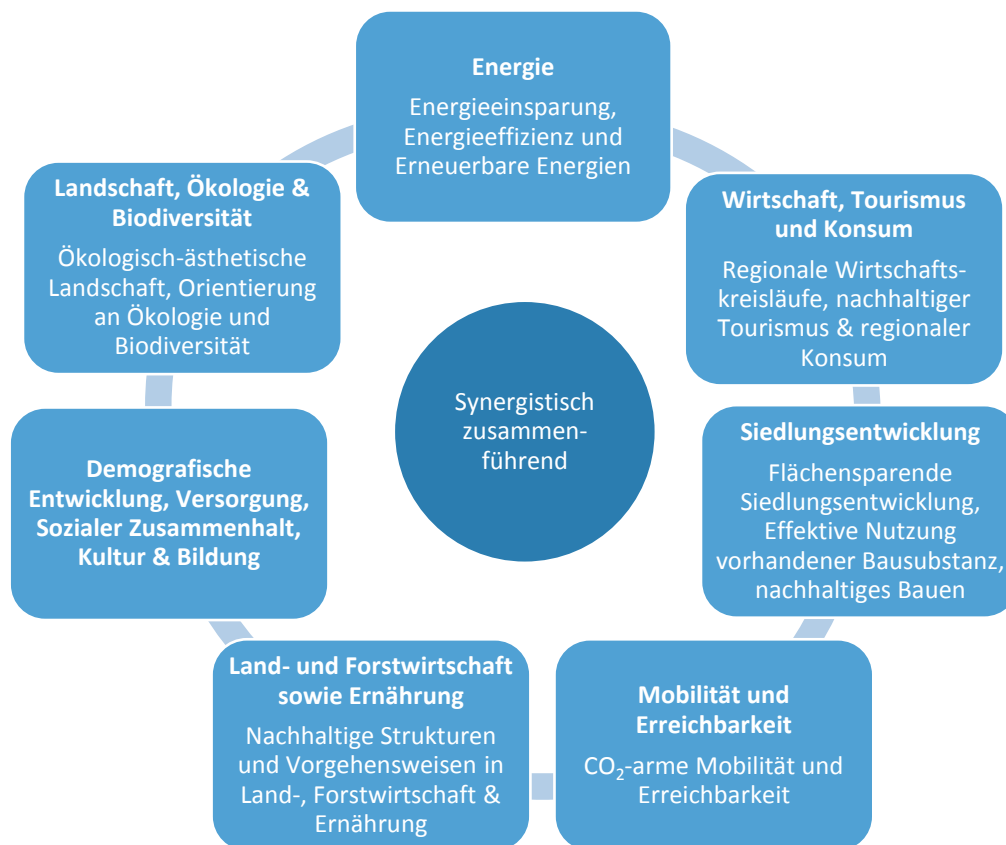 Energie
Energieeinsparung,
Energieeffizienz und
Erneuerbare Energien
Wirtschaft, Tourismus
und Konsum
Regionale Wirtschafts-
kreisläufe, nachhaltiger
Tourismus & regionaler
Konsum
Siedlungsentwicklung
Flächensparende
Siedlungsentwicklung,
Effektive Nutzung
vorhandener Bausubstanz,
nachhaltiges Bauen
Mobilität und
Erreichbarkeit
CO₂-arme Mobilität und
Erreichbarkeit
Land- und Forstwirtschaft
sowie Ernährung
Nachhaltige Strukturen
und Vorgehensweisen in
Land-, Forstwirtschaft &
Ernährung
Demografische
Entwicklung, Versorgung,
Sozialer Zusammenhalt,
Kultur & Bildung
Landschaft, Ökologie &
Biodiversität
Ökologisch-ästhetische
Landschaft, Orientierung
an Ökologie und
Biodiversität
Synergistisch
zusammen-
führend